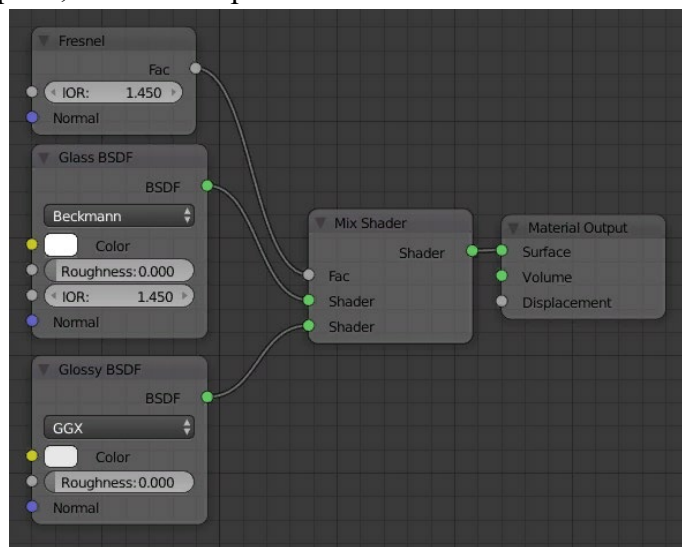 Fresnel
Fac
IOR: 1.450
Normal
Glass BSDF
BSDF
Beckmann
Color
Roughness: 0.000
IOR: 1.450
Normal
Glossy BSDF
BSDF
GGX
Color
Roughness: 0.000
Normal
Mix Shader
Shader
Fac
Shader
Shader
Material Output
Surface
Volume
Displacement